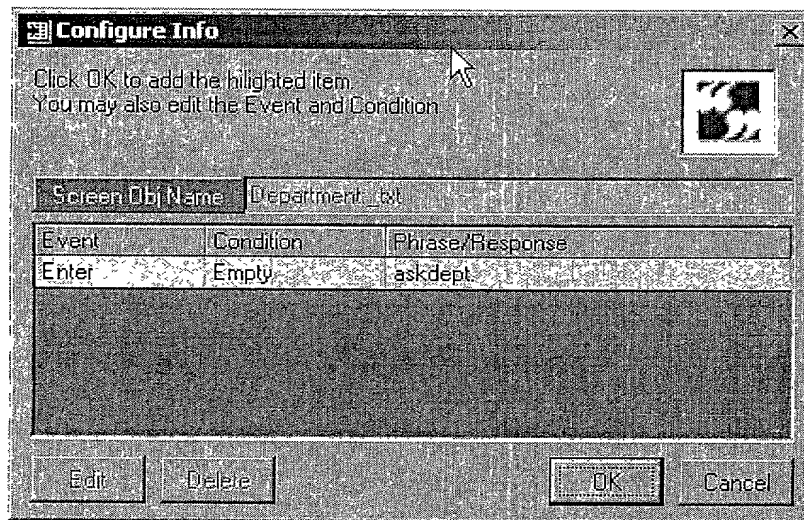 Configure Info
Click OK to add the hilighted item.
You may also edit the Event and Condition
Screen Obj Name Department_txt
Event Condition Phrase/Response
Enter Empty askdept
Edit Delete OK Cancel